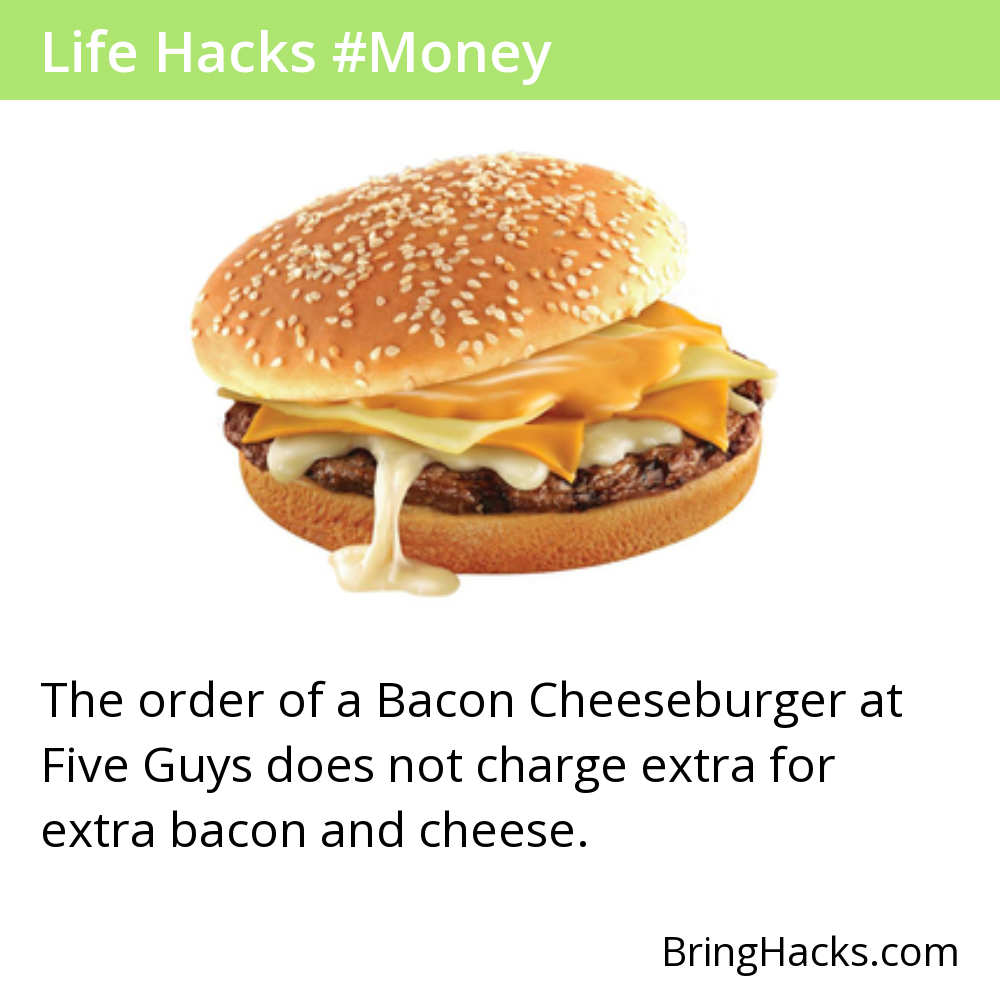 Life Hacks #Money
The order of a Bacon Cheeseburger at
Five Guys does not charge extra for
extra bacon and cheese.
BringHacks.com